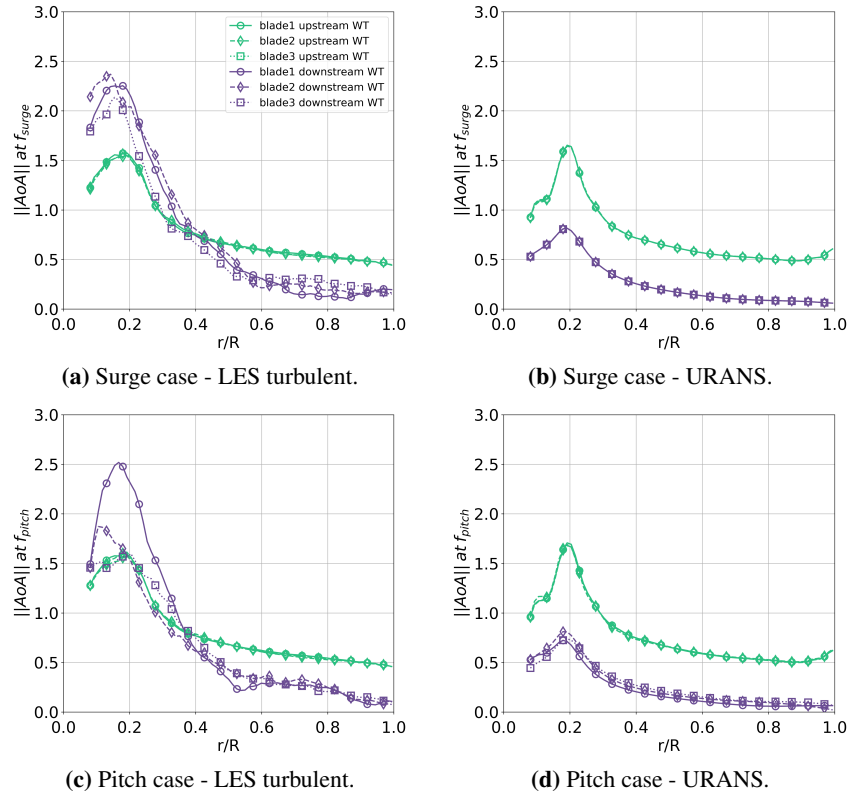 3.0
2.5
2.0
1.5
1.0
0.5
0.0
||AoA|| at f_surge
blade1 upstream WT
blade2 upstream WT
blade3 upstream WT
blade1 downstream WT
blade2 downstream WT
blade3 downstream WT
0.0 0.2 0.4 0.6 0.8 1.0
r/R
(a) Surge case - LES turbulent.
3.0
2.5
2.0
1.5
1.0
0.5
0.0
||AoA|| at f_surge
0.0 0.2 0.4 0.6 0.8 1.0
r/R
(b) Surge case - URANS.
3.0
2.5
2.0
1.5
1.0
0.5
0.0
||AoA|| at f_pitch
0.0 0.2 0.4 0.6 0.8 1.0
r/R
(c) Pitch case - LES turbulent.
3.0
2.5
2.0
1.5
1.0
0.5
0.0
||AoA|| at f_pitch
0.0 0.2 0.4 0.6 0.8 1.0
r/R
(d) Pitch case - URANS.